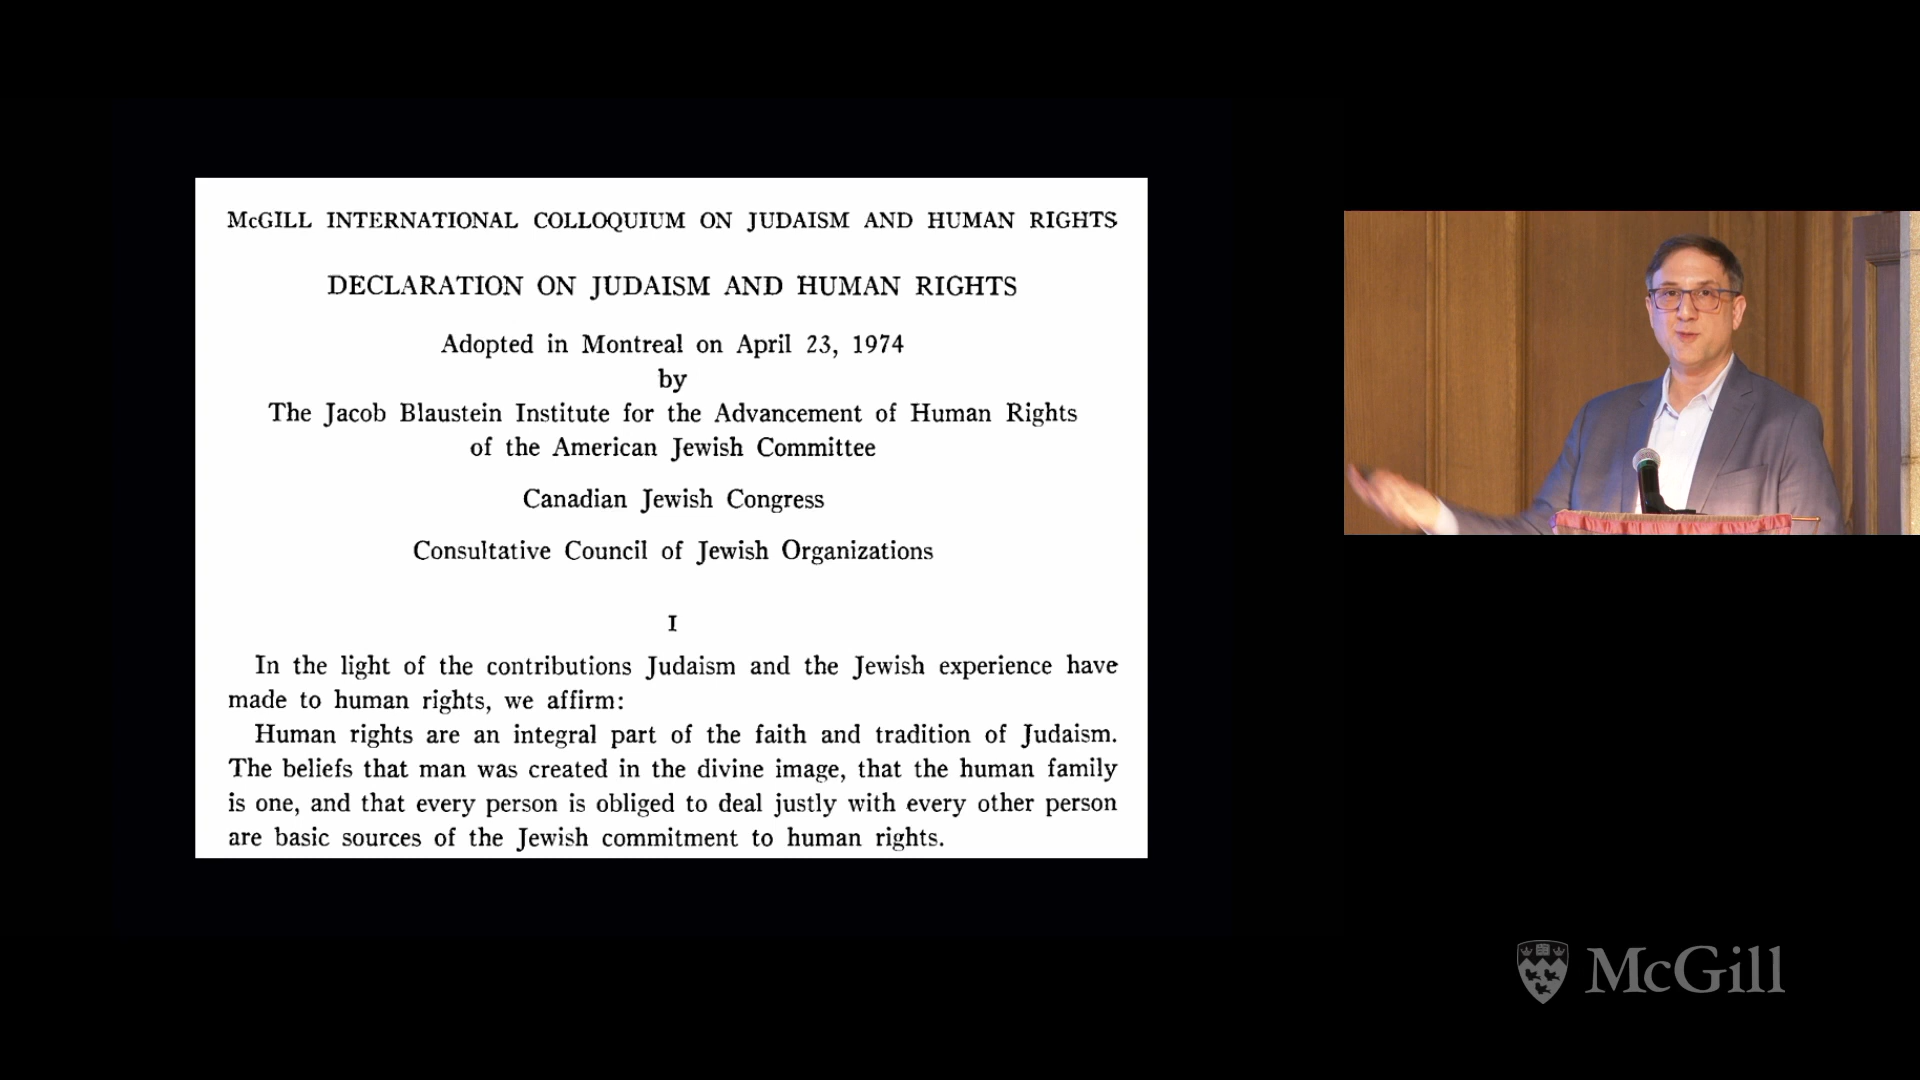 McGILL INTERNATIONAL COLLOQUIUM ON JUDAISM AND HUMAN RIGHTS
DECLARATION ON JUDAISM AND HUMAN RIGHTS
Adopted in Montreal on April 23, 1974
by
The Jacob Blaustein Institute for the Advancement of Human Rights
of the American Jewish Committee
Canadian Jewish Congress
Consultative Council of Jewish Organizations
I
In the light of the contributions Judaism and the Jewish experience have
made to human rights, we affirm:
Human rights are an integral part of the faith and tradition of Judaism.
The beliefs that man was created in the divine image, that the human family
is one, and that every person is obliged to deal justly with every other person
are basic sources of the Jewish commitment to human rights.
McGill